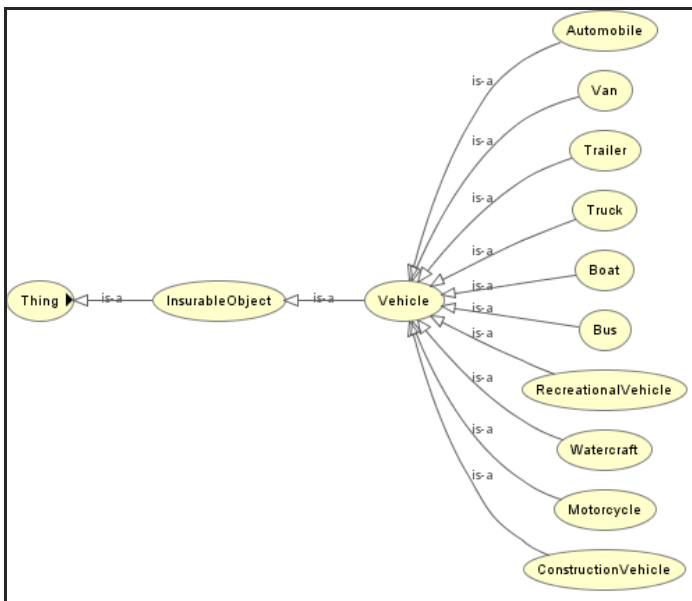 Automobile
is-a
Van
is-a
Trailer
is-a
Truck
is-a
Boat
is-a
Thing
is-a
InsurableObject
is-a
Vehicle
is-a
Bus
is-a
RecreationalVehicle
is-a
Watercraft
is-a
Motorcycle
is-a
ConstructionVehicle